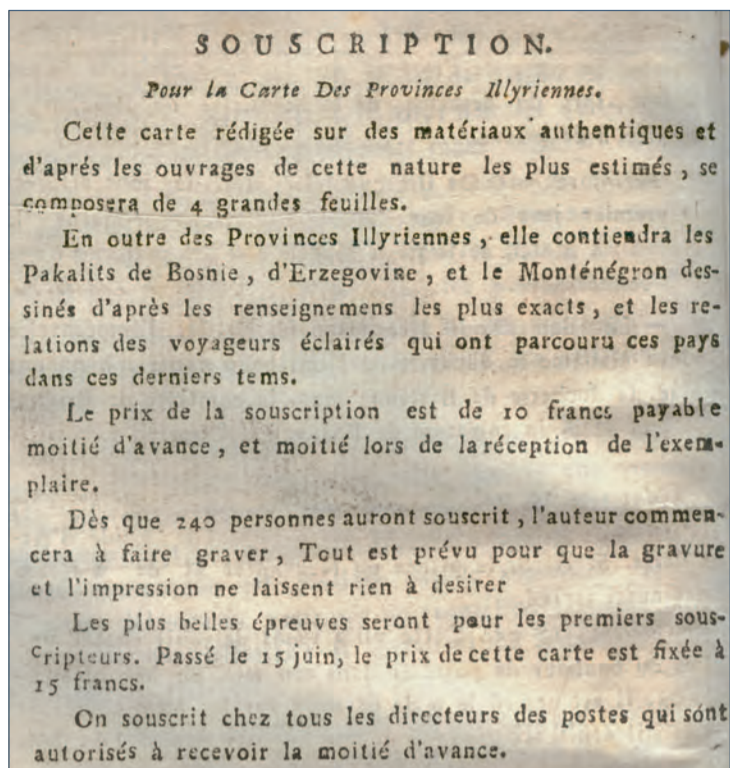 SOUSCRIPTION.
Pour la Carte Des Provinces Illyriennes.
Cette carte rédigée sur des matériaux authentiques et
d'aprés les ouvrages de cette nature les plus estimés, se
composera de 4 grandes feuilles.
En outre des Provinces Illyriennes, elle contiendra les
Pakalits de Bosnie, d'Erzegovine, et le Monténégron des-
sinés d'après les renseignemens les plus exacts, et les re-
lations des voyageurs éclairés qui ont parcouru ces pays
dans ces derniers tems.
Le prix de la souscription est de 10 francs payable
moitié d'avance, et moitié lors de la réception de l'exem-
plaire.
Dès que 240 personnes auront souscrit, l'auteur commen-
cera à faire graver, Tout est prévu pour que la gravure
et l'impression ne laissent rien à desirer
Les plus belles épreuves seront pour les premiers sous-
cripteurs. Passé le 15 juin, le prix de cette carte est fixée à
15 francs.
On souscrit chez tous les directeurs des postes qui sónt
autorisés à recevoir la moitié d'avance.